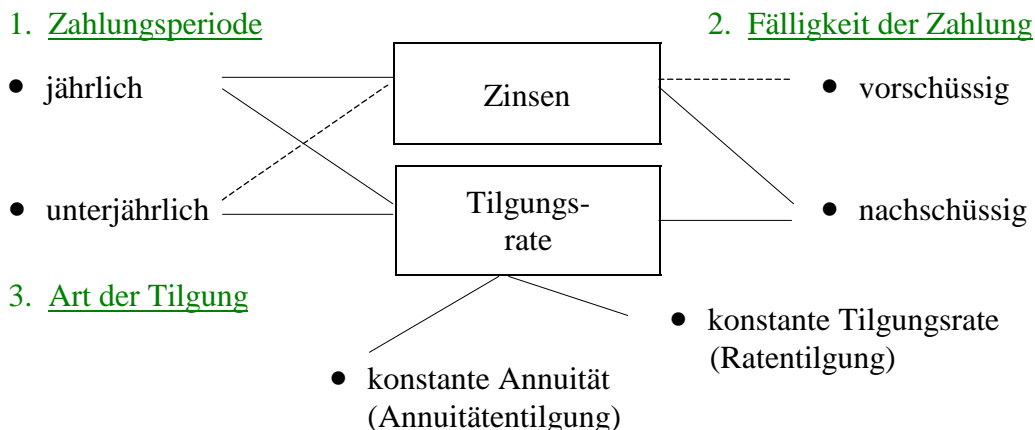 1. Zahlungsperiode
2. Fälligkeit der Zahlung
• jährlich
Zinsen
• vorschüssig
• unterjährlich
Tilgungs-
rate
• nachschüssig
3. Art der Tilgung
• konstante Tilgungsrate
(Ratentilgung)
• konstante Annuität
(Annuitätentilgung)